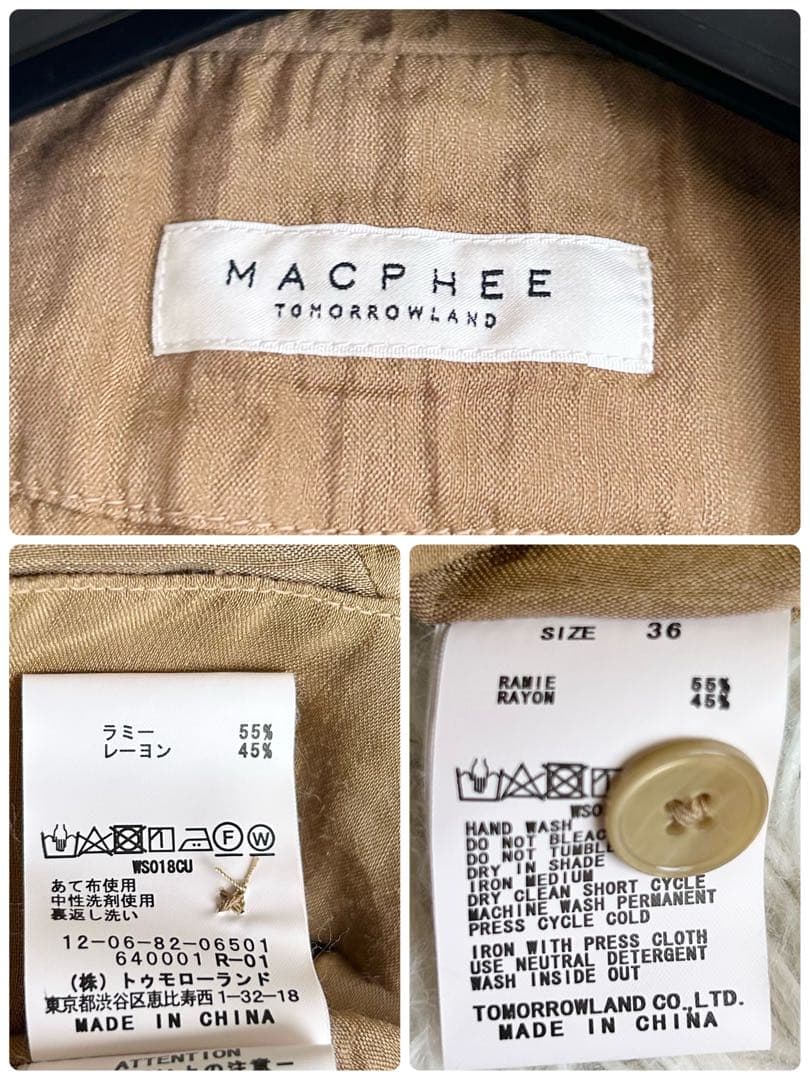 MACPHEE
TOMORROWLAND
ラミー 55%
レーヨン 45%
WS018CU
あて布使用
中性洗剤使用
裏返し洗い
12-06-82-06501
640001 R-01
(株)トゥモローランド
東京都渋谷区恵比寿西1-32-18
MADE IN CHINA
ATTENTION
SIZE 36
RAMIE 55%
RAYON 45%
HAND WASH
DO NOT
DO NOT
DRY IN SHADE
IRON MEDIUM
DRY CLEAN SHORT CYCLE
MACHINE WASH PERMANENT
PRESS CYCLE COLD
IRON WITH PRESS CLOTH
USE NEUTRAL DETERGENT
WASH INSIDE OUT
TOMORROWLAND CO., LTD.
MADE IN CHINA